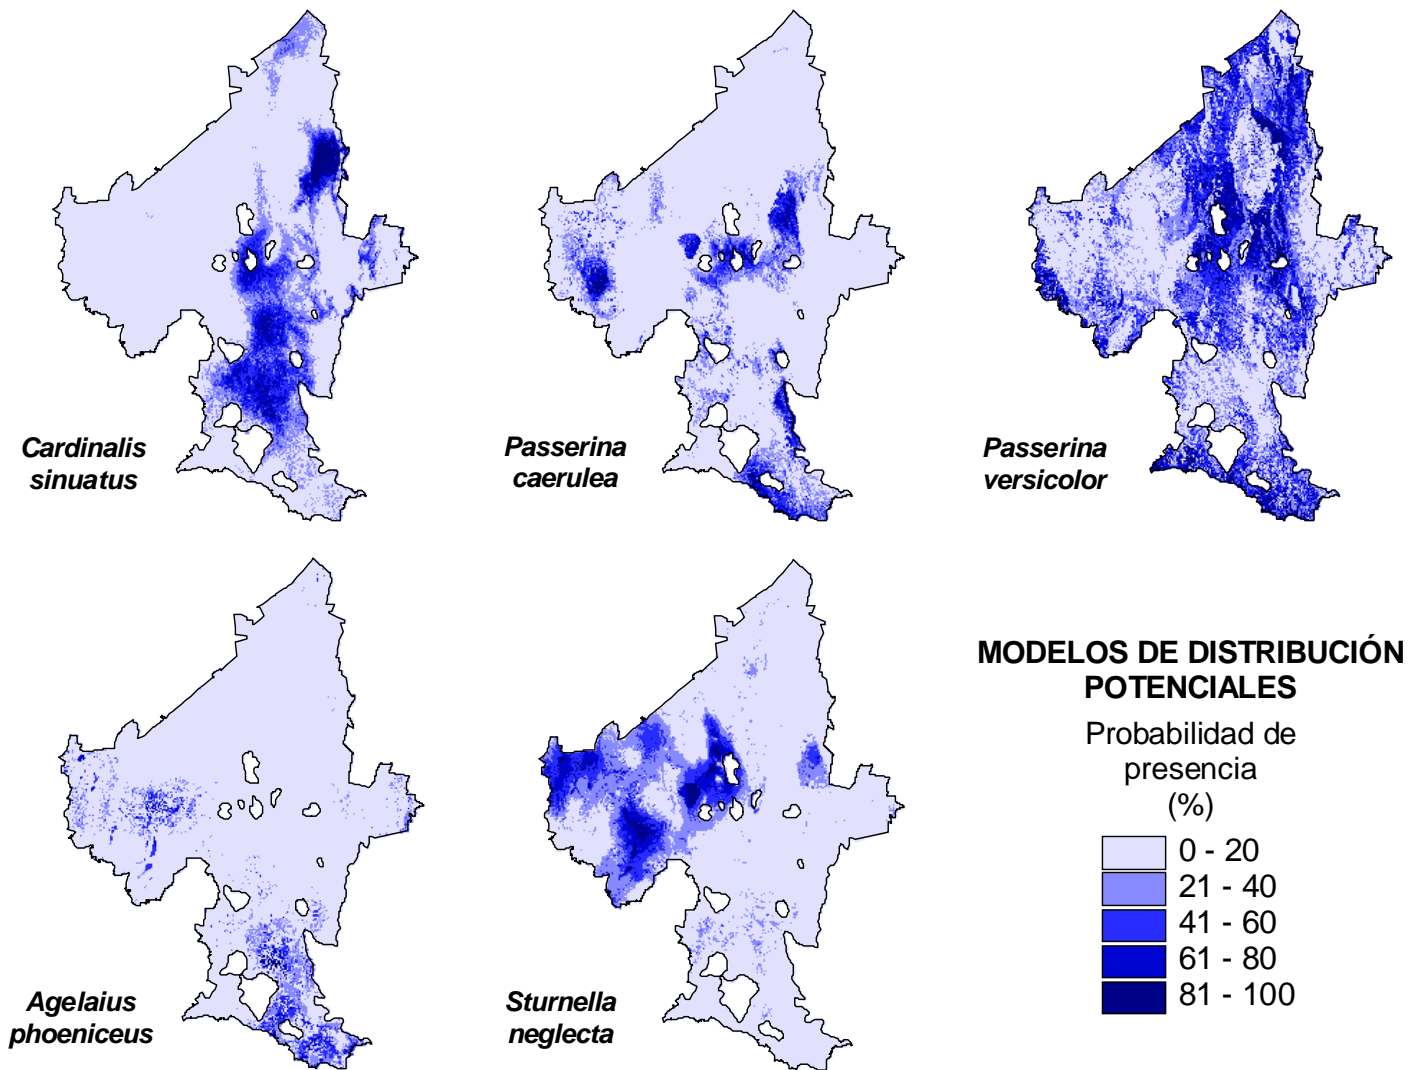 Cardinalis
sinuatus
Passerina
caerulea
Passerina
versicolor
Agelaius
phoeniceus
Sturnella
neglecta
MODELOS DE DISTRIBUCIÓN
POTENCIALES
Probabilidad de
presencia
(%)
0 - 20
21 - 40
41 - 60
61 - 80
81 - 100